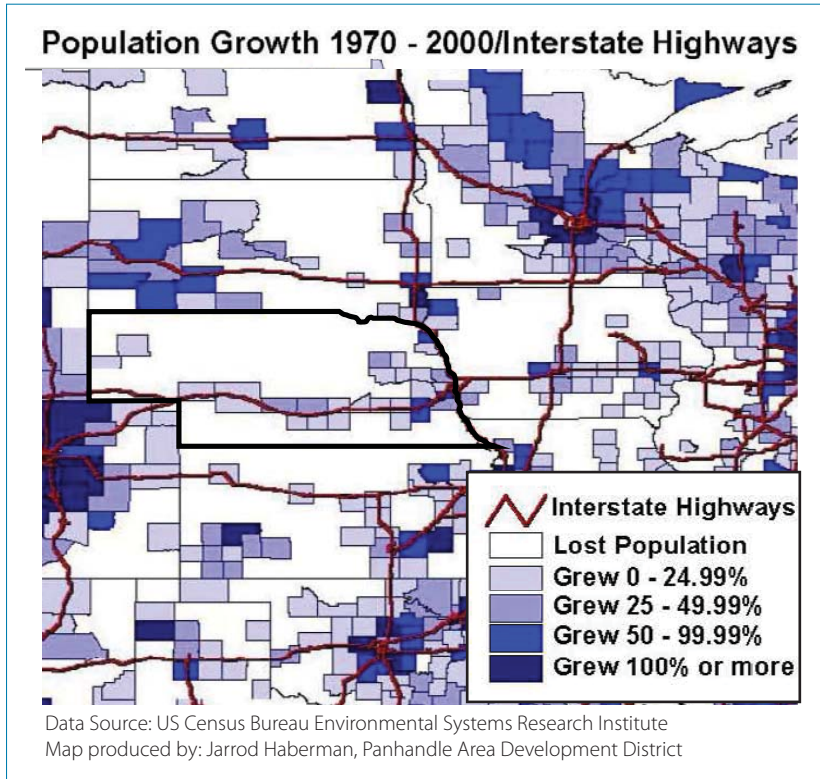 Population Growth 1970 - 2000/Interstate Highways
Interstate Highways
Lost Population
Grew 0 - 24.99%
Grew 25 - 49.99%
Grew 50 - 99.99%
Grew 100% or more
Data Source: US Census Bureau Environmental Systems Research Institute
Map produced by: Jarrod Haberman, Panhandle Area Development District